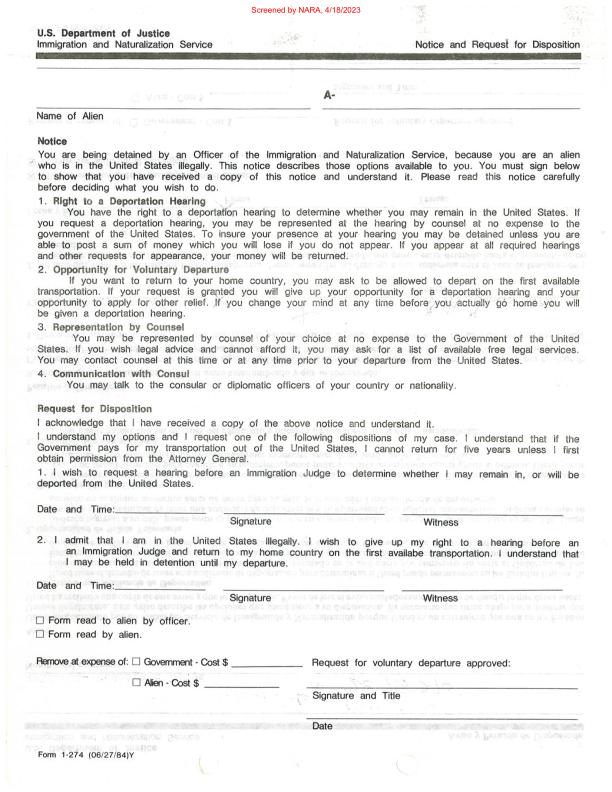 Screened by NARA, 4/18/2023
U.S. Department of Justice
Immigration and Naturalization Service
Notice and Request for Disposition
A-
Name of Alien
Notice
You are being detained by an Officer of the Immigration and Naturalization Service, because you are an alien
who is in the United States illegally. This notice describes those options available to you. You must sign below
to show that you have received a copy of this notice and understand it. Please read this notice carefully
before deciding what you wish to do.
1. Right to a Deportation Hearing
You have the right to a deportation hearing to determine whether you may remain in the United States. If
you request a deportation hearing, you may be represented at the hearing by counsel at no expense to the
government of the United States. To insure your presence at your hearing you may be detained unless you are
able to post a sum of money which you will lose if you do not appear. If you appear at all required hearings
and other requests for appearance, your money will be returned.
2. Opportunity for Voluntary Departure
If you want to return to your home country, you may ask to be allowed to depart on the first available
transportation. If your request is granted you will give up your opportunity for a deportation hearing and your
opportunity to apply for other relief. If you change your mind at any time before you actually go home you will
be given a deportation hearing.
3. Representation by Counsel
You may be represented by counsel of your choice at no expense to the Government of the United
States. If you wish legal advice and cannot afford it, you may ask for a list of available free legal services.
You may contact counsel at this time or at any time prior to your departure from the United States.
4. Communication with Consul
You may talk to the consular or diplomatic officers of your country or nationality.
Request for Disposition
I acknowledge that I have received a copy of the above notice and understand it.
I understand my options and I request one of the following dispositions of my case. I understand that if the
Government pays for my transportation out of the United States, I cannot return for five years unless I first
obtain permission from the Attorney General.
1. I wish to request a hearing before an Immigration Judge to determine whether I may remain in, or will be
deported from the United States.
Date and Time:
Signature
Witness
2. I admit that I am in the United States illegally. I wish to give up my right to a hearing before an
an Immigration Judge and return to my home country on the first availabe transportation. I understand that
I may be held in detention until my departure.
Date and Time:
Signature
Witness
☐ Form read to alien by officer.
☐ Form read by alien.
Remove at expense of: ☐ Government - Cost $
Request for voluntary departure approved:
☐ Alien - Cost $
Signature and Title
Date
Form 1-274 (06/27/84)Y